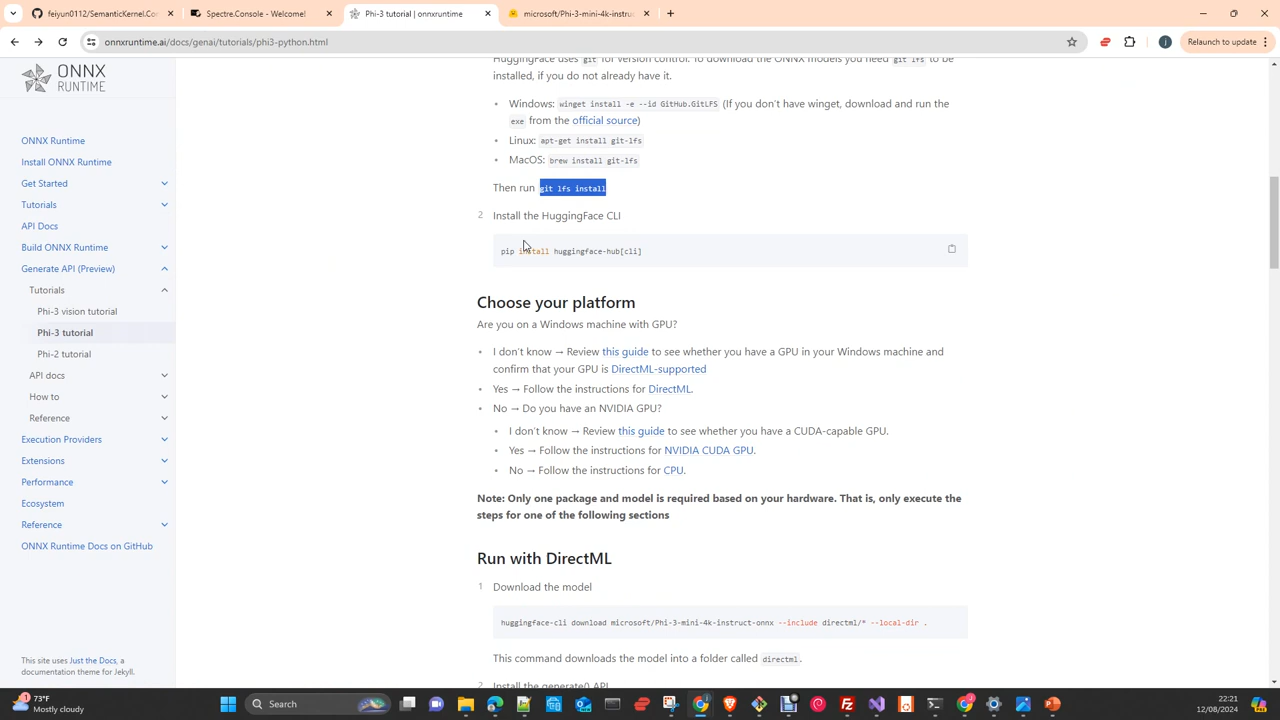 feiyun0112/SemanticKernel.Co
Spectre.Console - Welcome!
Phi-3 tutorial | onnxruntime
microsoft/Phi-3-mini-4k-instruc
onnxruntime.ai/docs/genai/tutorials/phi3-python.html
Relaunch to update
ONNX
RUNTIME
ONNX Runtime
Install ONNX Runtime
Get Started
Tutorials
API Docs
Build ONNX Runtime
Generate API (Preview)
Tutorials
Phi-3 vision tutorial
Phi-3 tutorial
Phi-2 tutorial
API docs
How to
Reference
Execution Providers
Extensions
Performance
Ecosystem
Reference
ONNX Runtime Docs on GitHub
This site uses Just the Docs, a
documentation theme for Jekyll.
HuggingFace uses git for version control. To download the ONNX models you need git lfs to be
installed, if you do not already have it.
• Windows: winget install -e --id GitHub.GitLFS (If you don't have winget, download and run the
exe from the official source)
• Linux: apt-get install git-lfs
• MacOS: brew install git-lfs
Then run git lfs install
2 Install the HuggingFace CLI
pip install huggingface-hub[cli]
Choose your platform
Are you on a Windows machine with GPU?
• I don't know → Review this guide to see whether you have a GPU in your Windows machine and
confirm that your GPU is DirectML-supported
• Yes → Follow the instructions for DirectML.
• No → Do you have an NVIDIA GPU?
• I don't know → Review this guide to see whether you have a CUDA-capable GPU.
• Yes → Follow the instructions for NVIDIA CUDA GPU.
• No → Follow the instructions for CPU.
Note: Only one package and model is required based on your hardware. That is, only execute the
steps for one of the following sections
Run with DirectML
1 Download the model
huggingface-cli download microsoft/Phi-3-mini-4k-instruct-onnx --include directml/* --local-dir .
This command downloads the model into a folder called directml.
2 Install the generate() API
73°F
Mostly cloudy
Search
22:21
12/08/2024